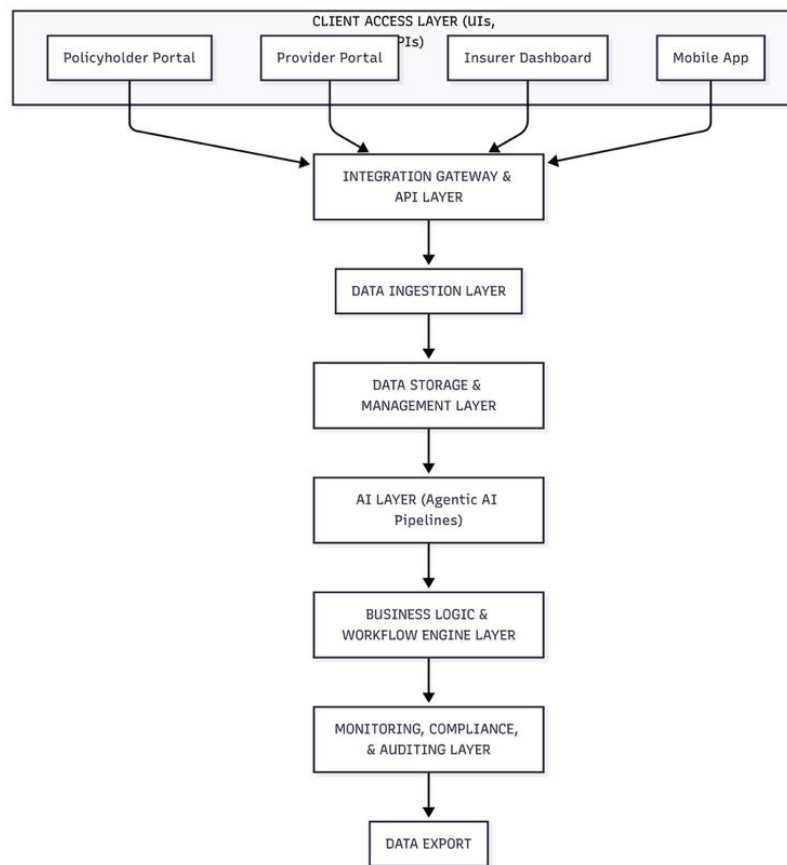 CLIENT ACCESS LAYER (UIs,
PIs)
Policyholder Portal
Provider Portal
Insurer Dashboard
Mobile App
INTEGRATION GATEWAY &
API LAYER
DATA INGESTION LAYER
DATA STORAGE &
MANAGEMENT LAYER
AI LAYER (Agentic AI
Pipelines)
BUSINESS LOGIC &
WORKFLOW ENGINE LAYER
MONITORING, COMPLIANCE,
& AUDITING LAYER
DATA EXPORT